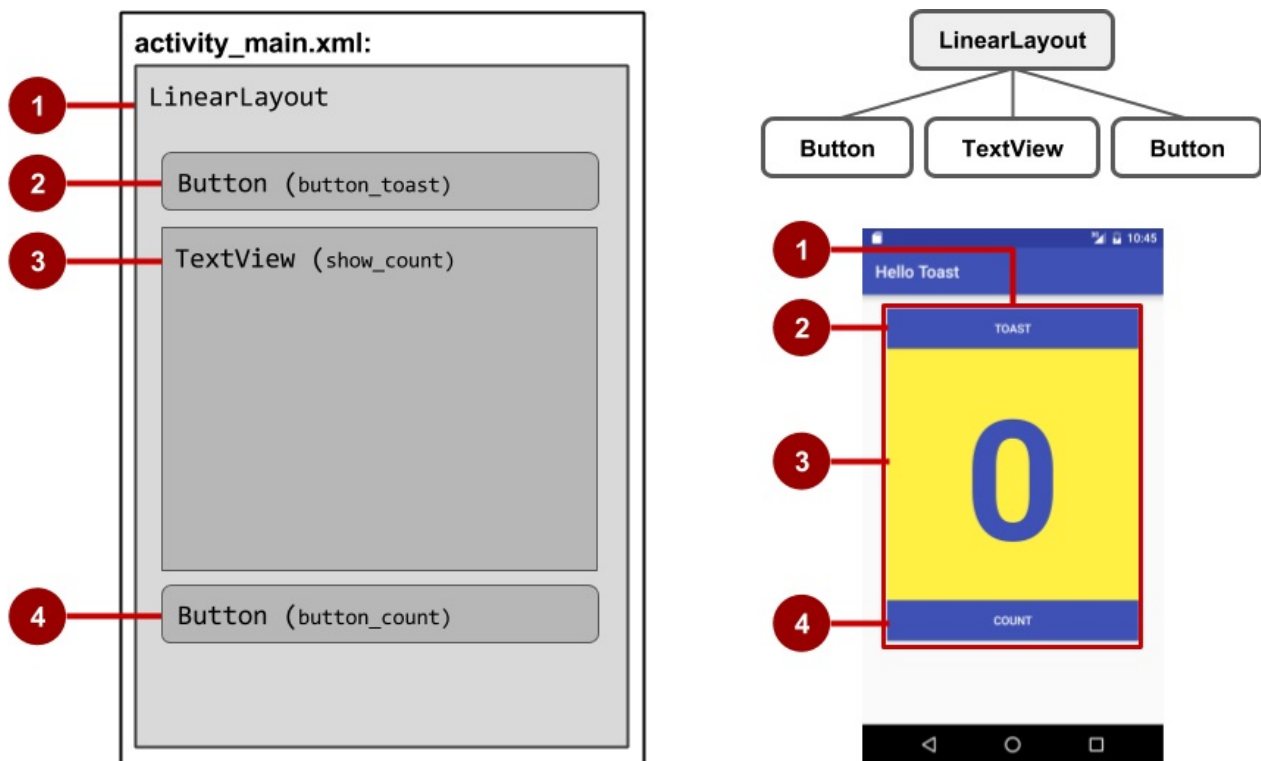 activity_main.xml:
1
LinearLayout
2
Button (button_toast)
3
TextView (show_count)
4
Button (button_count)
LinearLayout
Button TextView Button
1
10:45
Hello Toast
2
TOAST
3
0
4
COUNT